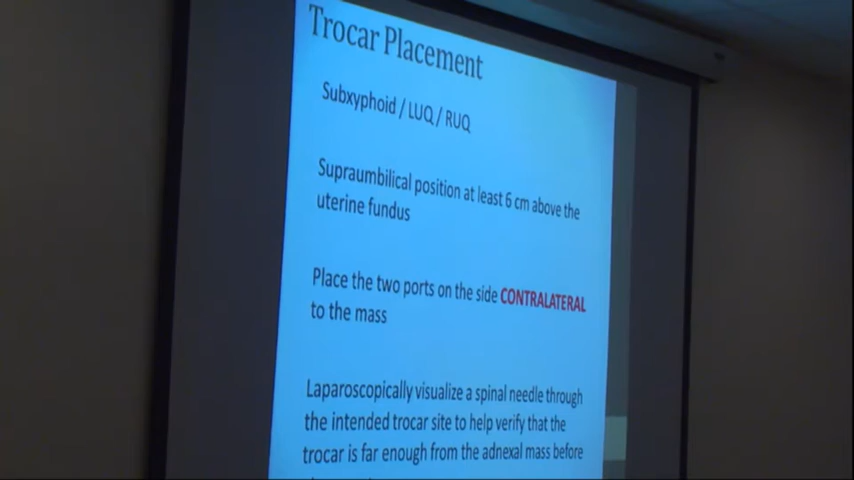 Trocar Placement
Subxyphoid / LUQ / RUQ
Supraumbilical position at least 6 cm above the
uterine fundus
Place the two ports on the side CONTRALATERAL
to the mass
Laparoscopically visualize a spinal needle through
the intended trocar site to help verify that the
trocar is far enough from the adnexal mass before